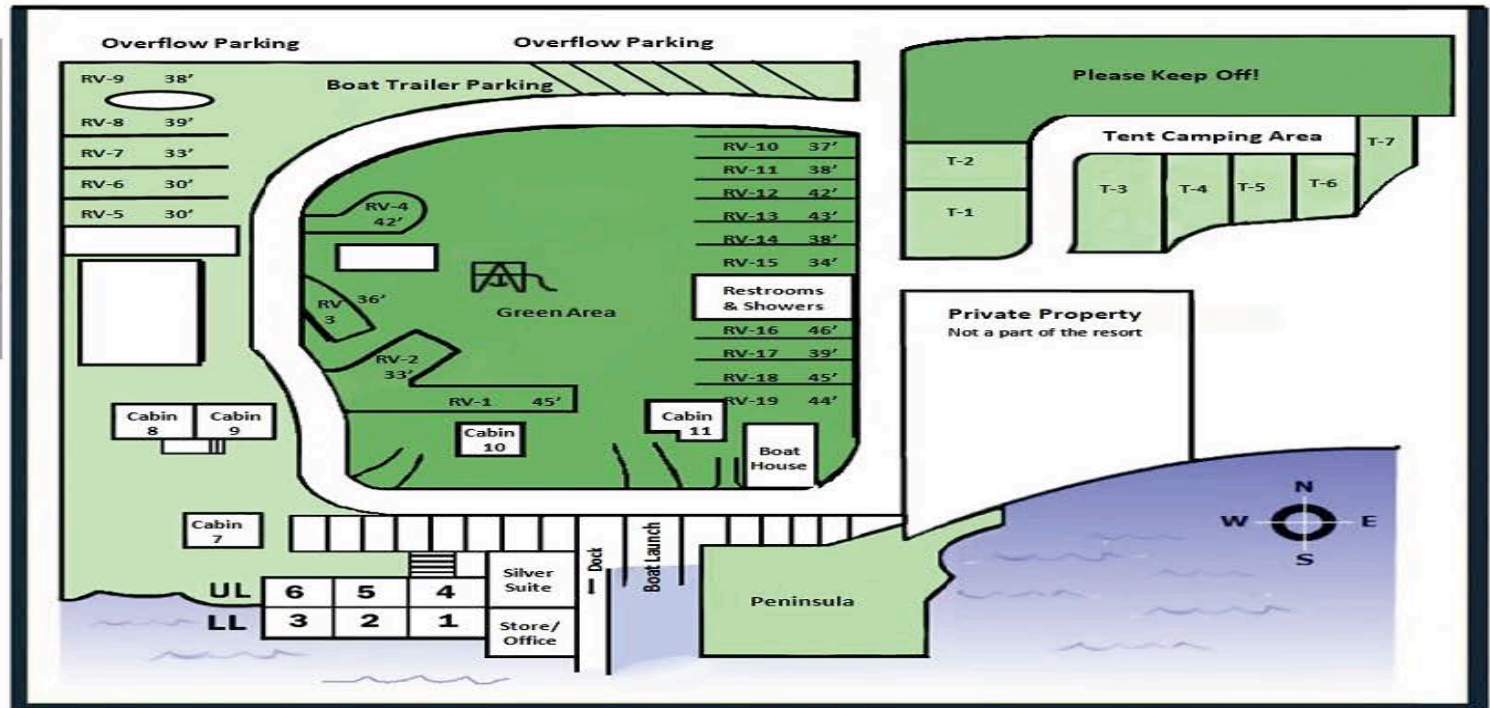 Overflow Parking
Overflow Parking
RV-9 38'
RV-8 39'
RV-7 33'
RV-6 30'
RV-5 30'
Boat Trailer Parking
Please Keep Off!
Tent Camping Area
T-2
T-1
T-3
T-4
T-5
T-6
T-7
RV-10 37'
RV-11 38'
RV-12 42'
RV-13 43'
RV-14 38'
RV-15 34'
Restrooms
& Showers
RV-16 46'
RV-17 39'
RV-18 45'
RV-19 44'
RV-4
42'
Green Area
RV
3
36'
RV-2
33'
RV-1 45'
Private Property
Not a part of the resort
Cabin
8
Cabin
9
Cabin
10
Cabin
11
Boat
House
Cabin
7
N
W E
S
UL 6 5 4
LL 3 2 1
Silver
Suite
Store/
Office
Dock
Boat Launch
Peninsula